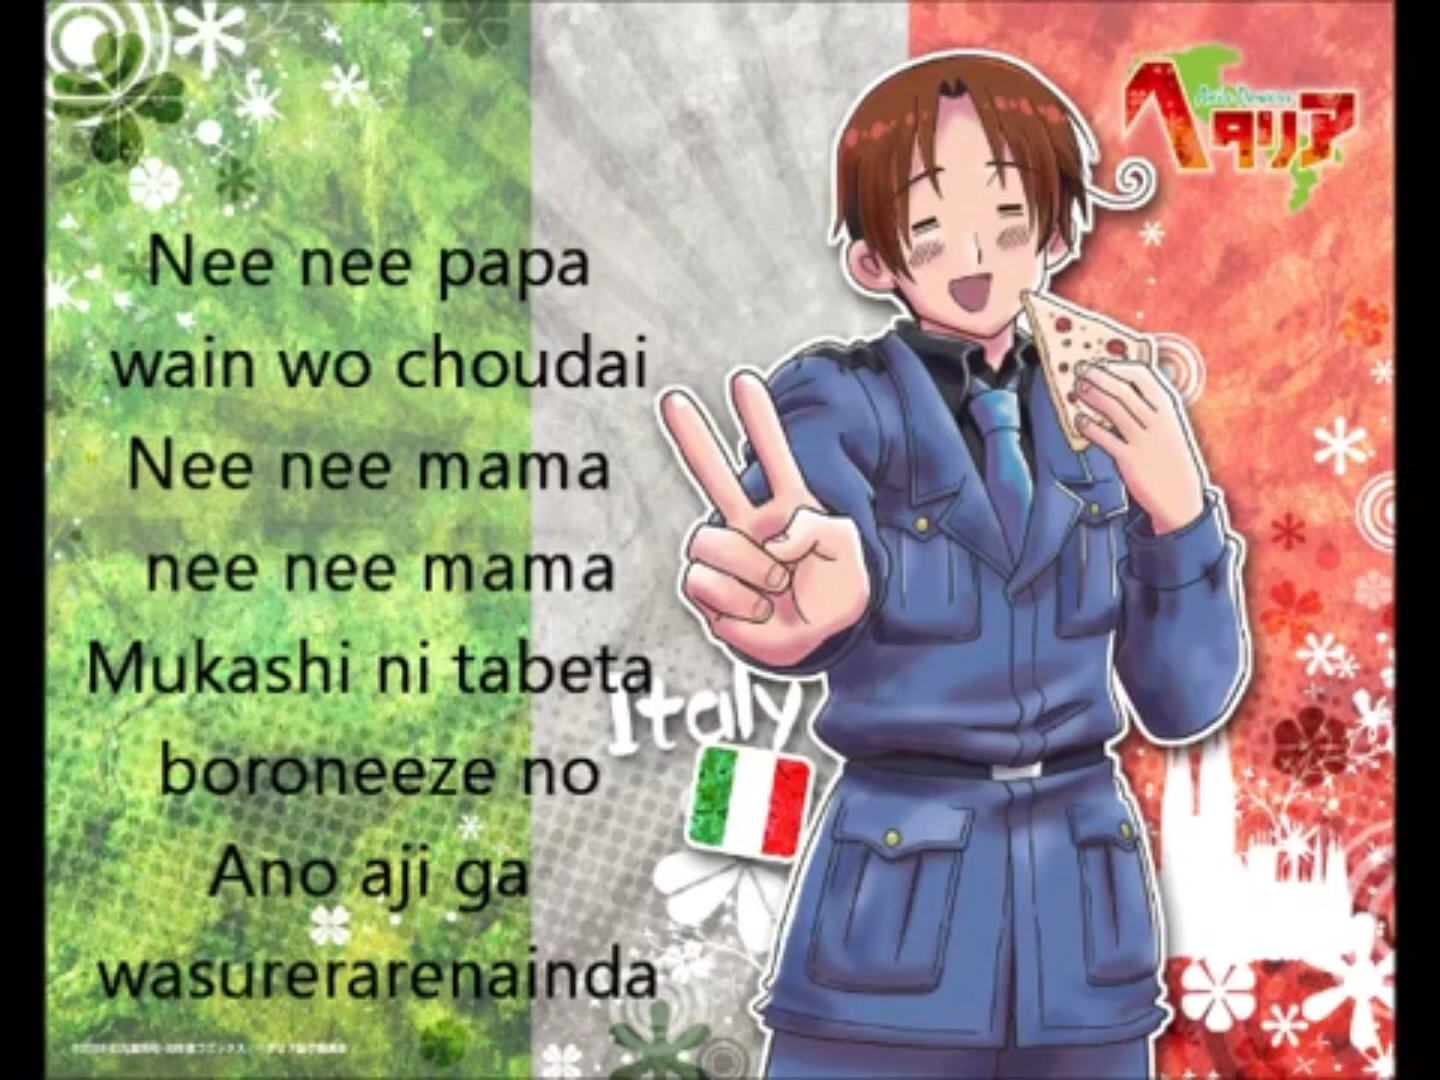 Nee nee papa
wain wo choudai
Nee nee mama
nee nee mama
Mukashi ni tabeta
boroneeze no
Ano aji ga
wasurerarenainda
ヘタリア
Italy